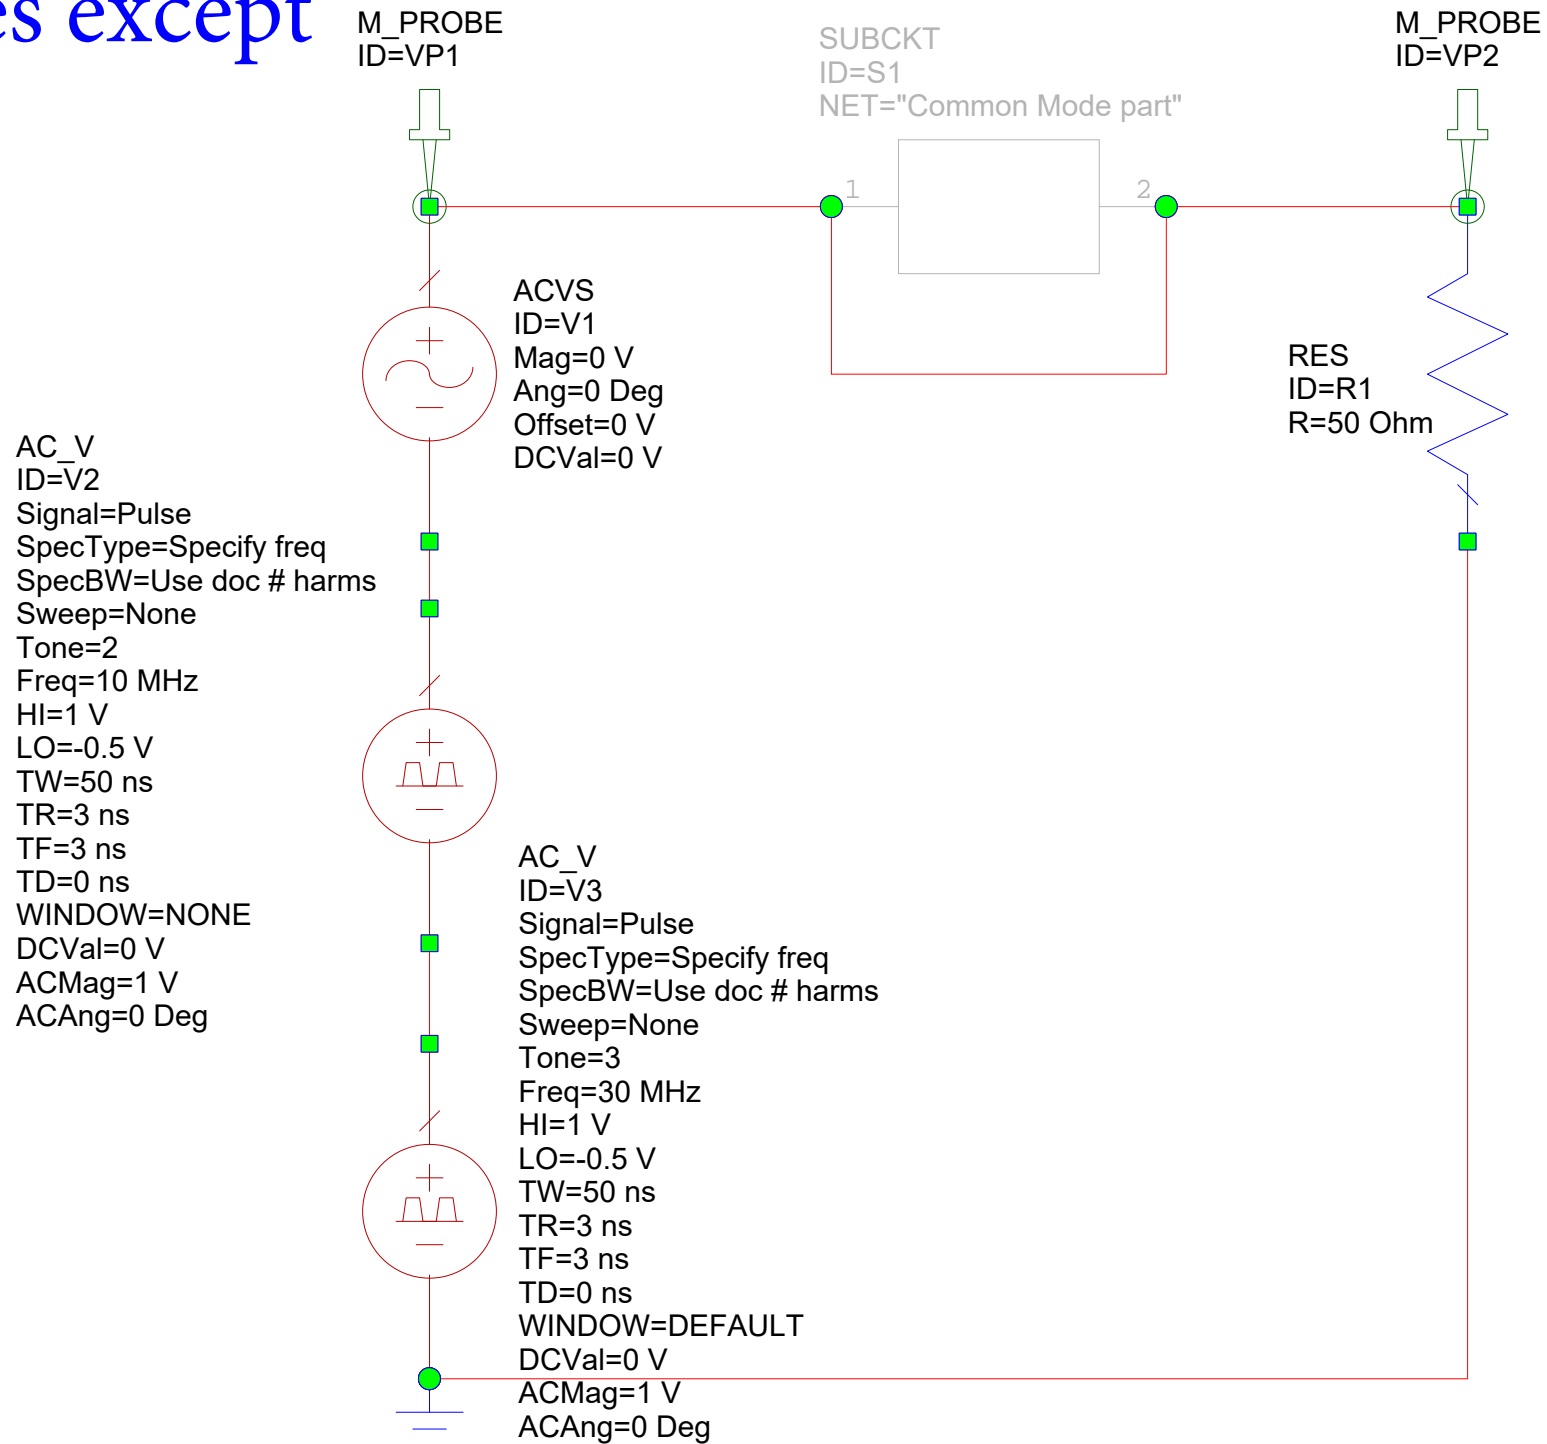 es except
M_PROBE
ID=VP1
SUBCKT
ID=S1
NET="Common Mode part"
M_PROBE
ID=VP2
1
2
ACVS
ID=V1
Mag=0 V
Ang=0 Deg
Offset=0 V
DCVal=0 V
RES
ID=R1
R=50 Ohm
AC_V
ID=V2
Signal=Pulse
SpecType=Specify freq
SpecBW=Use doc # harms
Sweep=None
Tone=2
Freq=10 MHz
HI=1 V
LO=-0.5 V
TW=50 ns
TR=3 ns
TF=3 ns
TD=0 ns
WINDOW=NONE
DCVal=0 V
ACMag=1 V
ACAng=0 Deg
AC_V
ID=V3
Signal=Pulse
SpecType=Specify freq
SpecBW=Use doc # harms
Sweep=None
Tone=3
Freq=30 MHz
HI=1 V
LO=-0.5 V
TW=50 ns
TR=3 ns
TF=3 ns
TD=0 ns
WINDOW=DEFAULT
DCVal=0 V
ACMag=1 V
ACAng=0 Deg